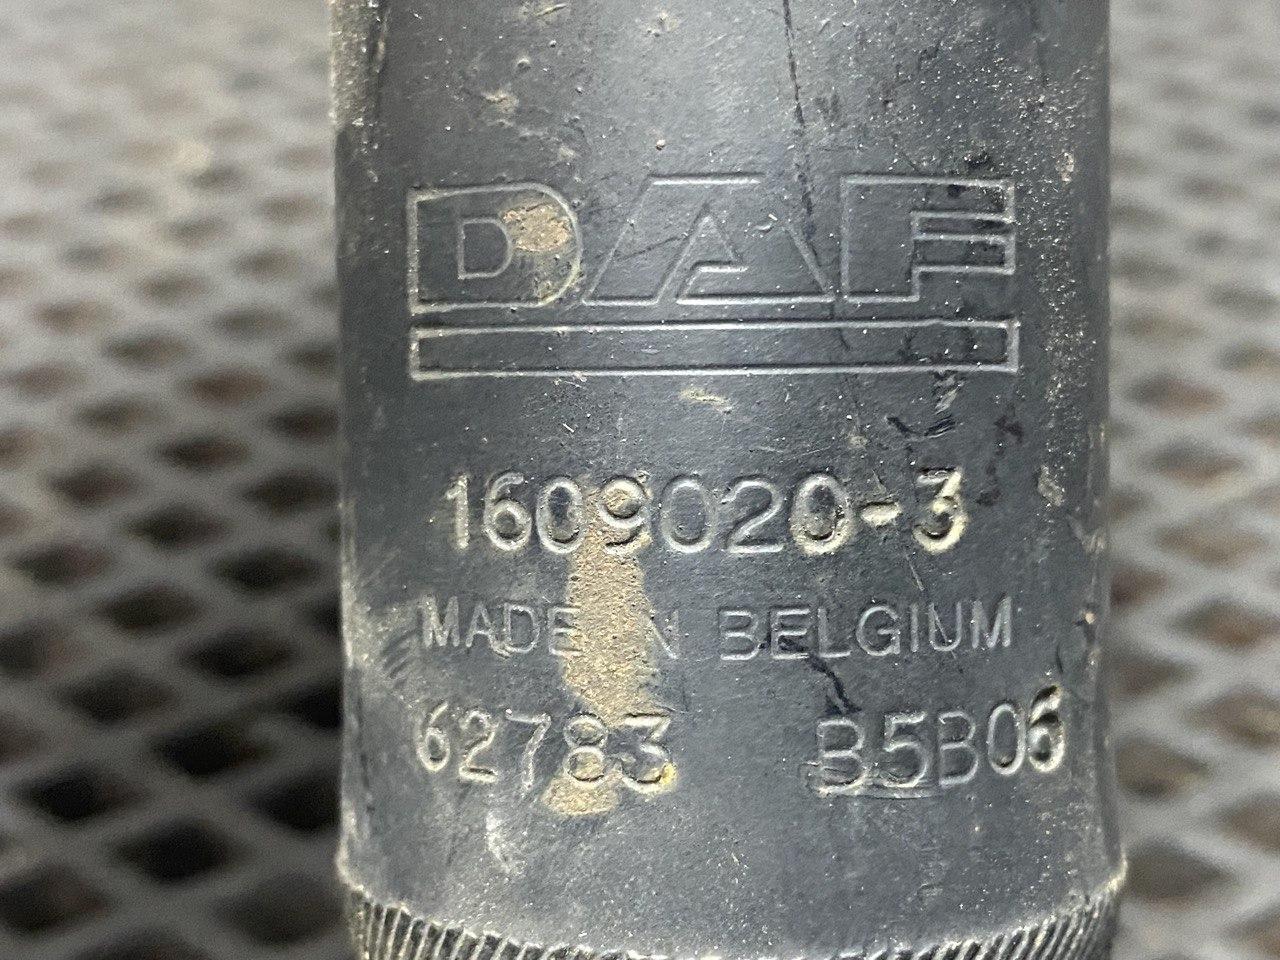 DAF
1609020-3
MADE IN BELGIUM
62783 B5B06